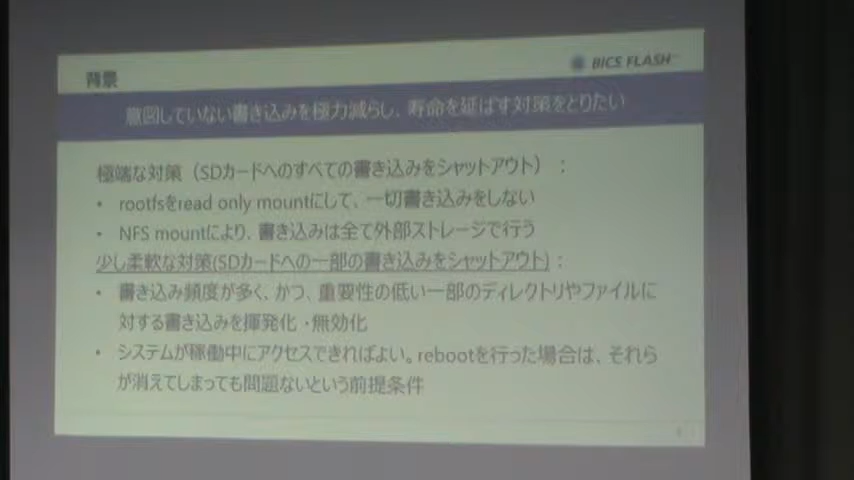 背景
BiCS FLASH
意図していない書き込みを極力減らし、寿命を延ばす対策をとりたい
極端な対策（SDカードへのすべての書き込みをシャットアウト）：
• rootfsをread only mountにして、一切書き込みをしない
• NFS mountにより、書き込みは全て外部ストレージで行う
少し柔軟な対策(SDカードへの一部の書き込みをシャットアウト)：
• 書き込み頻度が多く、かつ、重要性の低い一部のディレクトリやファイルに
対する書き込みを揮発化・無効化
• システムが稼働中にアクセスできればよい。rebootを行った場合は、それら
が消えてしまっても問題ないという前提条件